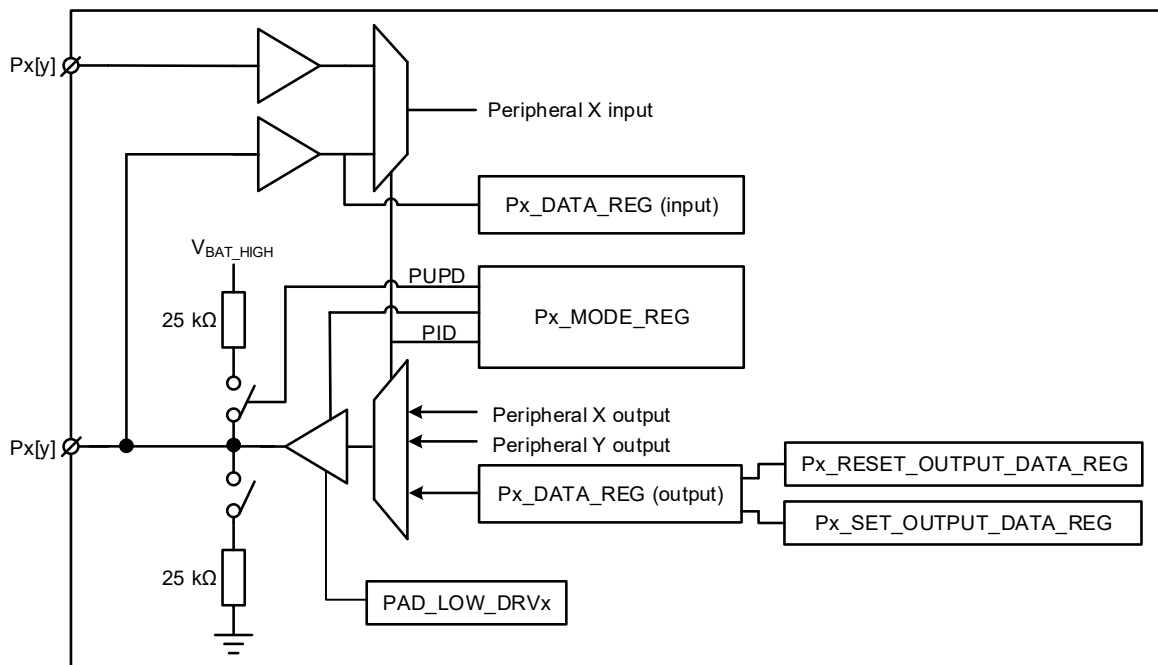 Px[y]
Peripheral X input
Px_DATA_REG (input)
VBAT_HIGH
PUPD
25 kΩ
Px_MODE_REG
PID
Peripheral X output
Px[y]
Peripheral Y output
Px_RESET_OUTPUT_DATA_REG
Px_DATA_REG (output)
Px_SET_OUTPUT_DATA_REG
25 kΩ
PAD_LOW_DRVx